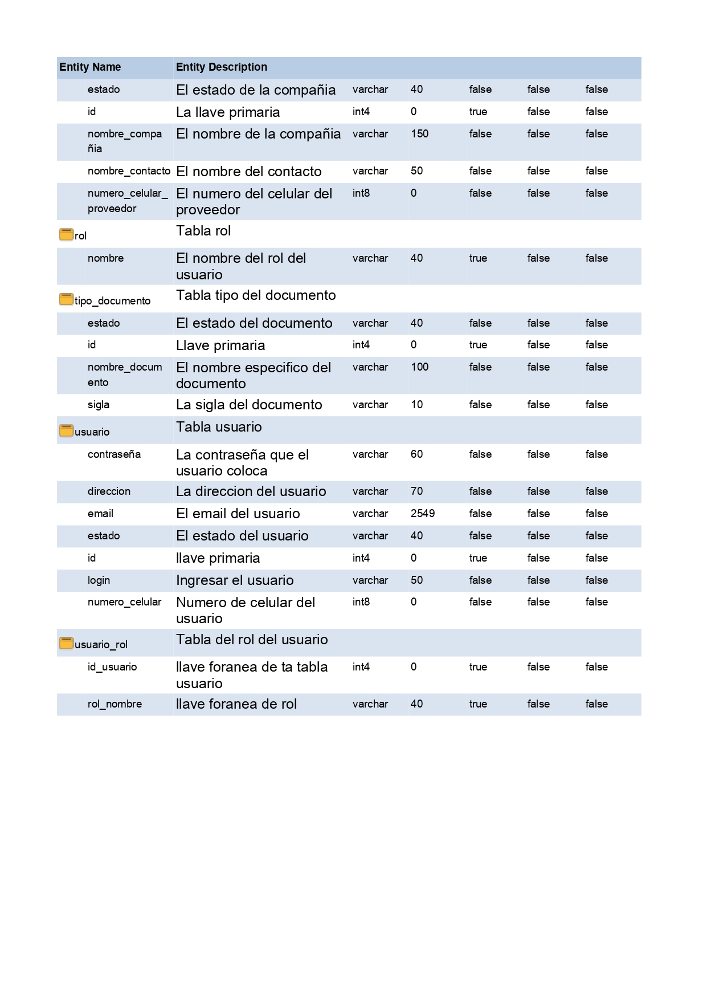 Entity Name Entity Description
estado El estado de la compañia varchar 40 false false false
id La llave primaria int4 0 true false false
nombre_compa El nombre de la compañia varchar 150 false false false
ñia
nombre_contacto El nombre del contacto varchar 50 false false false
numero_celular_ El numero del celular del int8 0 false false false
proveedor proveedor
rol Tabla rol
nombre El nombre del rol del varchar 40 true false false
usuario
tipo_documento Tabla tipo del documento
estado El estado del documento varchar 40 false false false
id Llave primaria int4 0 true false false
nombre_docum El nombre especifico del varchar 100 false false false
ento documento
sigla La sigla del documento varchar 10 false false false
usuario Tabla usuario
contraseña La contraseña que el varchar 60 false false false
usuario coloca
direccion La direccion del usuario varchar 70 false false false
email El email del usuario varchar 2549 false false false
estado El estado del usuario varchar 40 false false false
id llave primaria int4 0 true false false
login Ingresar el usuario varchar 50 false false false
numero_celular Numero de celular del int8 0 false false false
usuario
usuario_rol Tabla del rol del usuario
id_usuario llave foranea de ta tabla int4 0 true false false
usuario
rol_nombre llave foranea de rol varchar 40 true false false